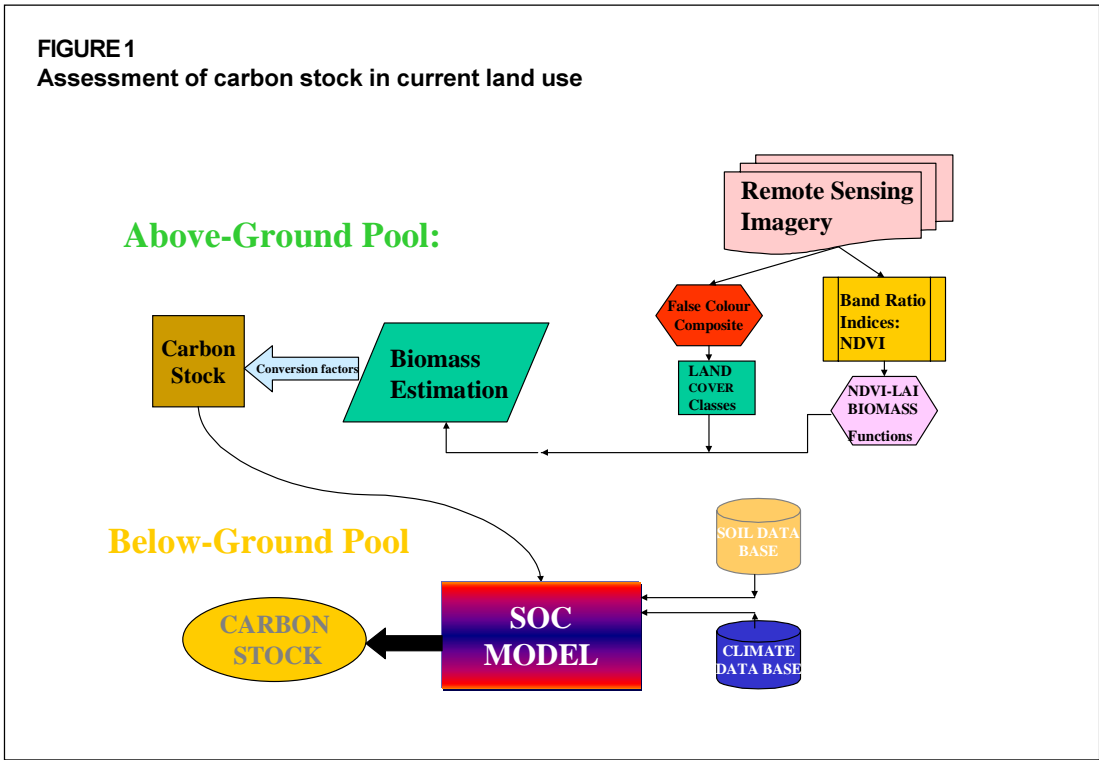 FIGURE 1
Assessment of carbon stock in current land use
Remote Sensing
Imagery
Above-Ground Pool:
False Colour
Composite
Band Ratio
Indices:
NDVI
Carbon
Stock
Conversion factors
Biomass
Estimation
LAND
COVER
Classes
NDVI-LAI
BIOMASS
Functions
Below-Ground Pool
SOIL DATA
BASE
CARBON
STOCK
SOC
MODEL
CLIMATE
DATA BASE